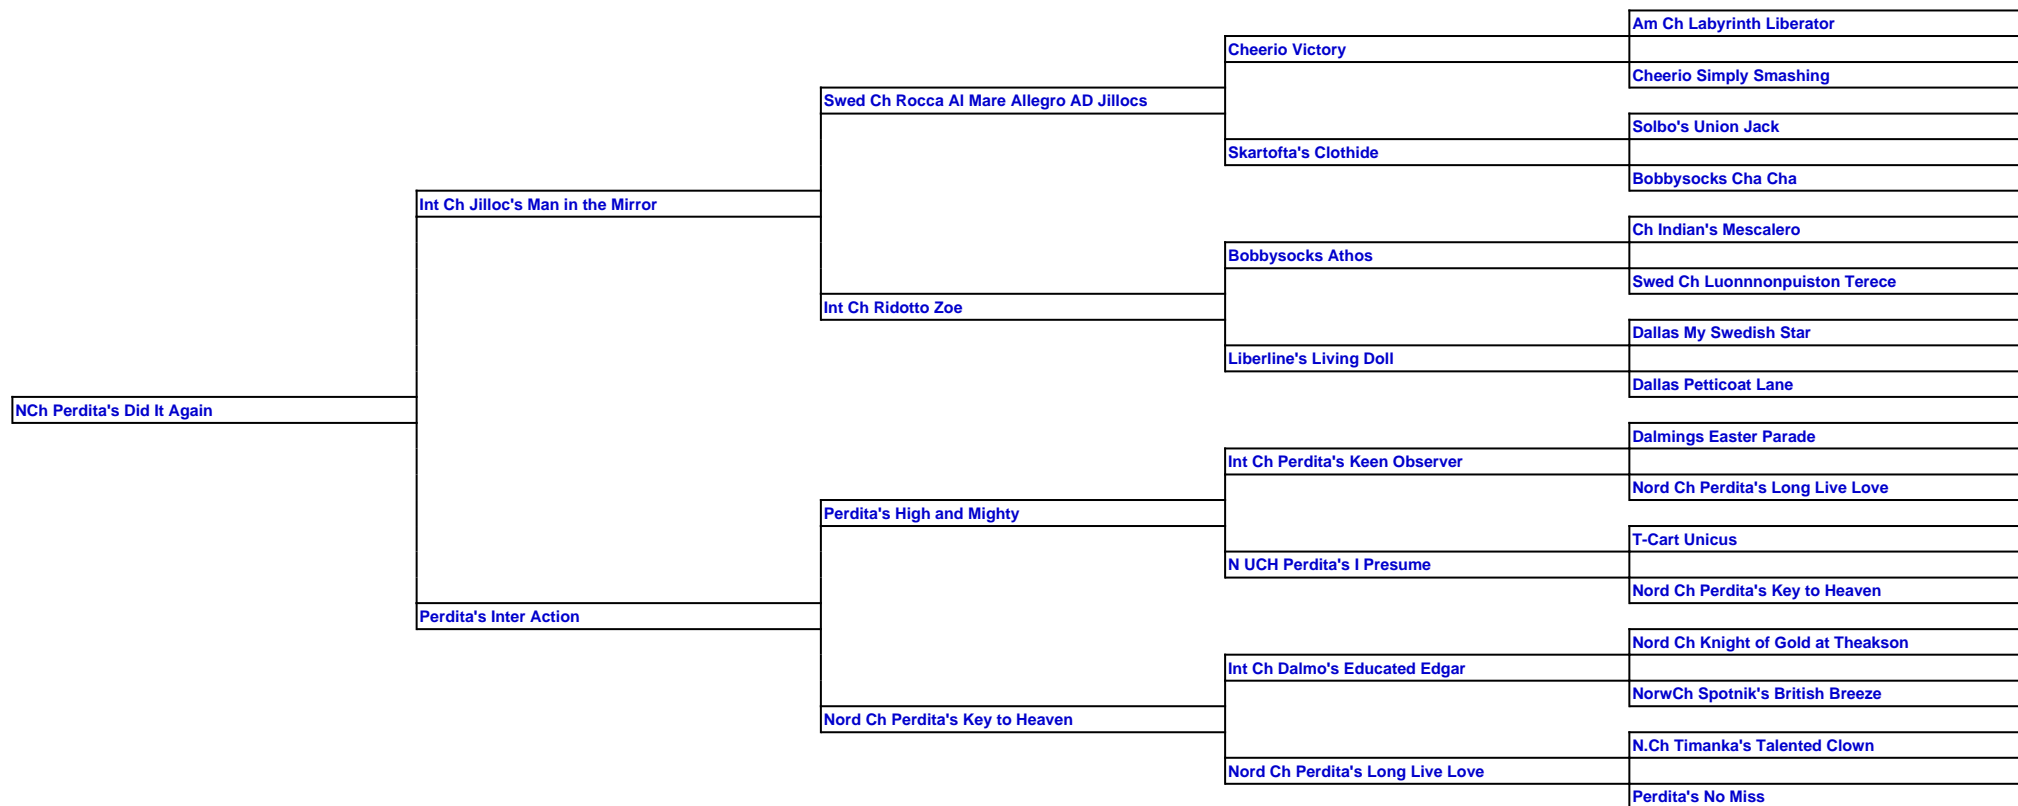 Am Ch Labyrinth Liberator
Cheerio Victory
Cheerio Simply Smashing
Swed Ch Rocca Al Mare Allegro AD Jillocs
Solbo's Union Jack
Skartofta's Clothide
Bobbysocks Cha Cha
Int Ch Jilloc's Man in the Mirror
Ch Indian's Mescalero
Bobbysocks Athos
Swed Ch Luonnnonpuiston Terece
Int Ch Ridotto Zoe
Dallas My Swedish Star
Liberline's Living Doll
Dallas Petticoat Lane
NCh Perdita's Did It Again
Dalmings Easter Parade
Int Ch Perdita's Keen Observer
Nord Ch Perdita's Long Live Love
Perdita's High and Mighty
T-Cart Unicus
N UCH Perdita's I Presume
Nord Ch Perdita's Key to Heaven
Perdita's Inter Action
Nord Ch Knight of Gold at Theakson
Int Ch Dalmo's Educated Edgar
NorwCh Spotnik's British Breeze
Nord Ch Perdita's Key to Heaven
N.Ch Timanka's Talented Clown
Nord Ch Perdita's Long Live Love
Perdita's No Miss